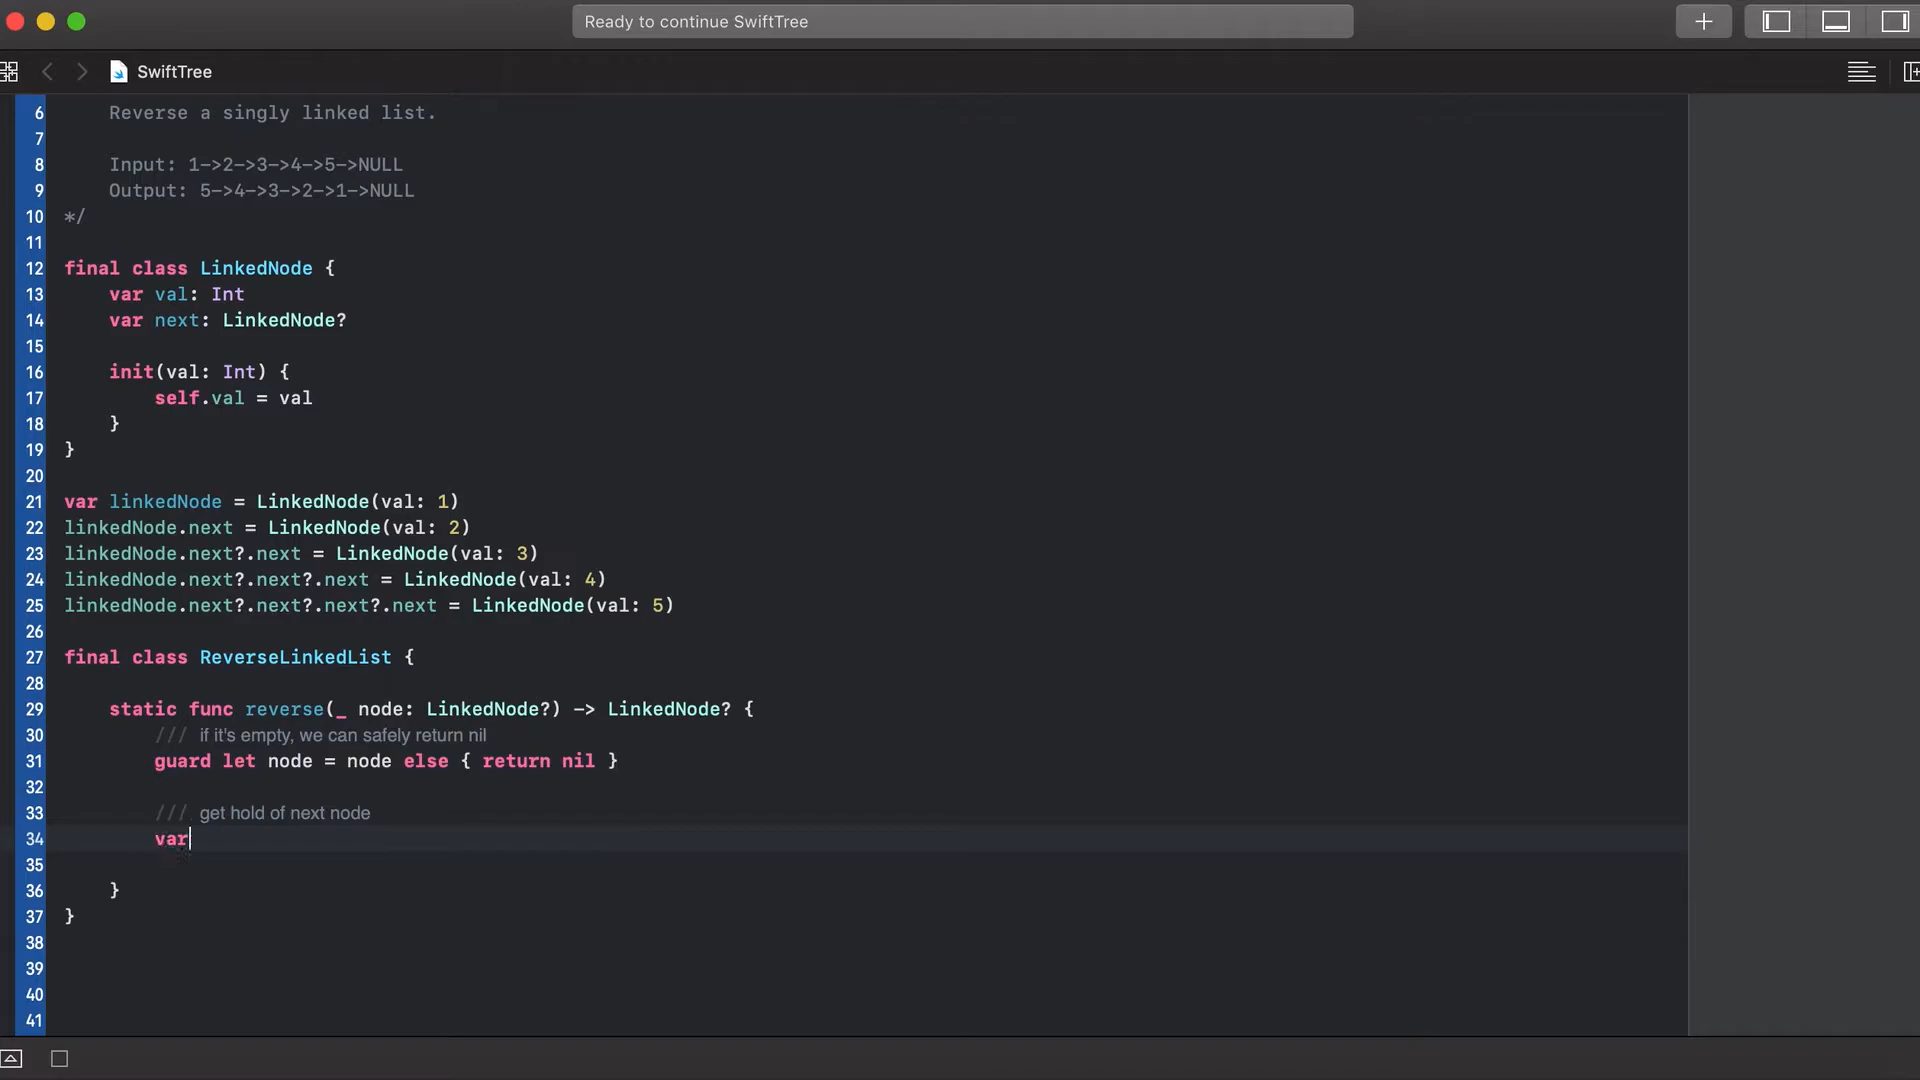 Ready to continue SwiftTree
SwiftTree
6 Reverse a singly linked list.
7
8 Input: 1->2->3->4->5->NULL
9 Output: 5->4->3->2->1->NULL
10 */
11
12 final class LinkedNode {
13 var val: Int
14 var next: LinkedNode?
15
16 init(val: Int) {
17 self.val = val
18 }
19 }
20
21 var linkedNode = LinkedNode(val: 1)
22 linkedNode.next = LinkedNode(val: 2)
23 linkedNode.next?.next = LinkedNode(val: 3)
24 linkedNode.next?.next?.next = LinkedNode(val: 4)
25 linkedNode.next?.next?.next?.next = LinkedNode(val: 5)
26
27 final class ReverseLinkedList {
28
29 static func reverse(_ node: LinkedNode?) -> LinkedNode? {
30 /// if it's empty, we can safely return nil
31 guard let node = node else { return nil }
32
33 /// get hold of next node
34 var
35
36 }
37 }
38
39
40
41